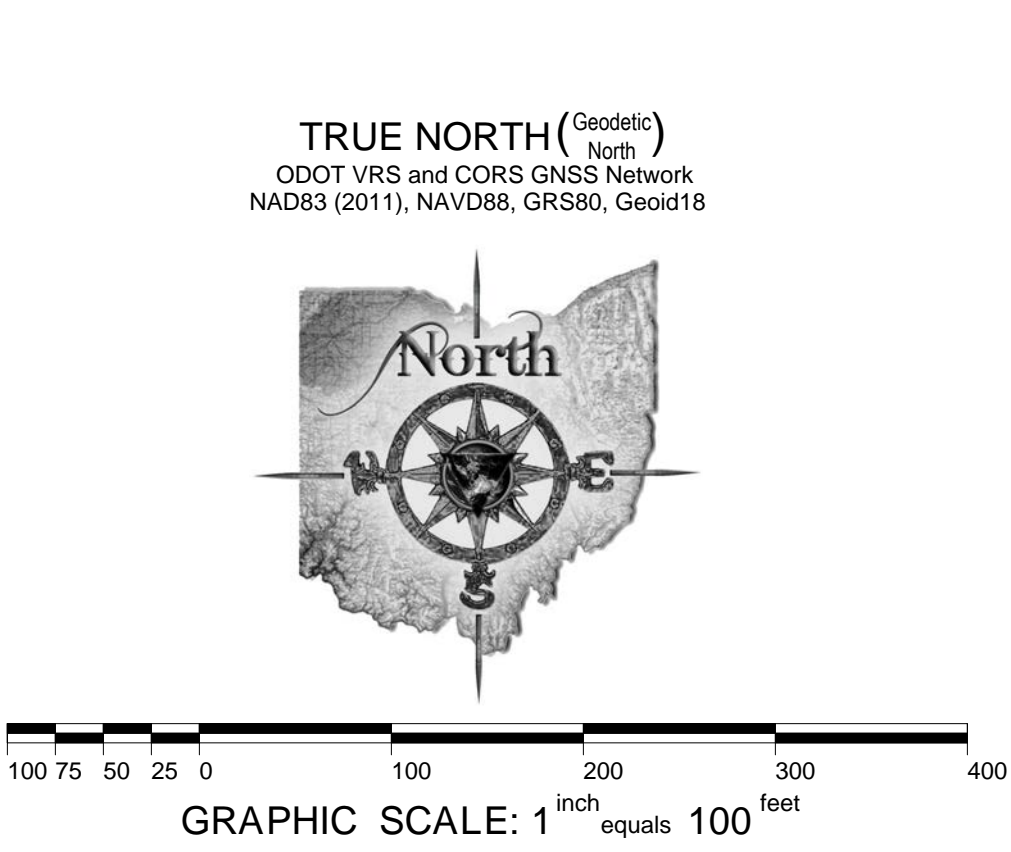 TRUE NORTH (Geodetic North)
ODOT VRS and CORS GNSS Network
NAD83 (2011), NAVD88, GRS80, Geoid18
North
W E
S
100 75 50 25 0 100 200 300 400
GRAPHIC SCALE: 1 inch equals 100 feet